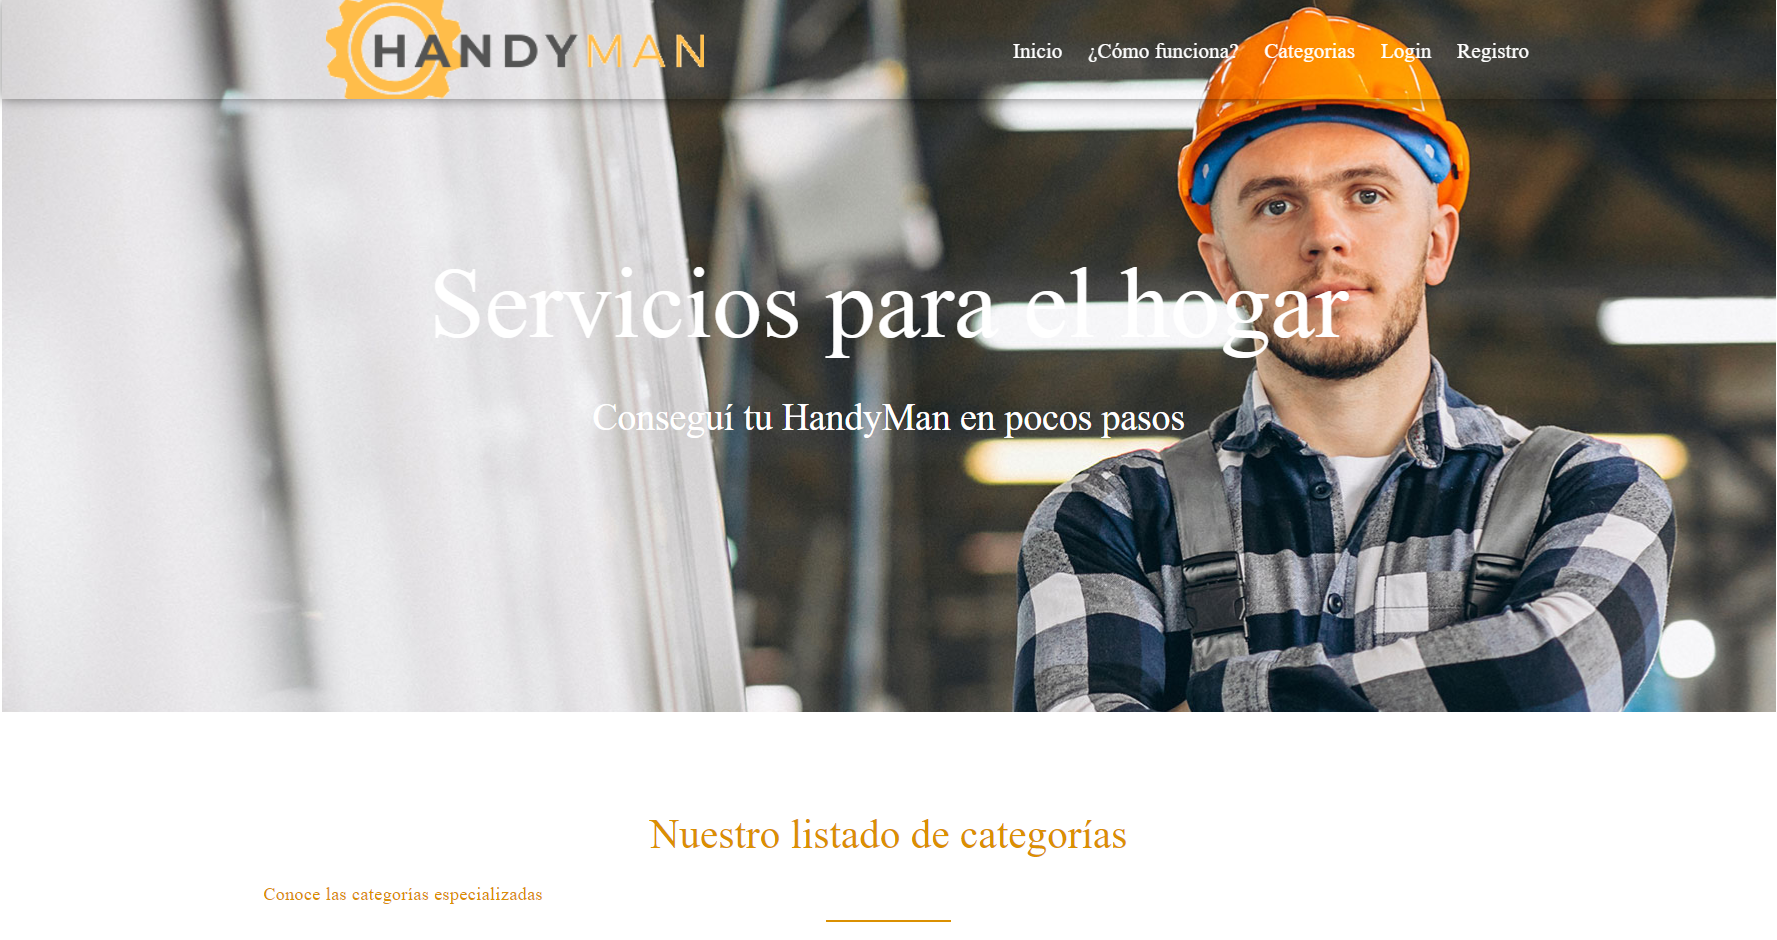 HANDYMAN
Inicio ¿Cómo funciona? Categorias Login Registro
Servicios para el hogar
Conseguí tu HandyMan en pocos pasos
Nuestro listado de categorías
Conoce las categorías especializadas